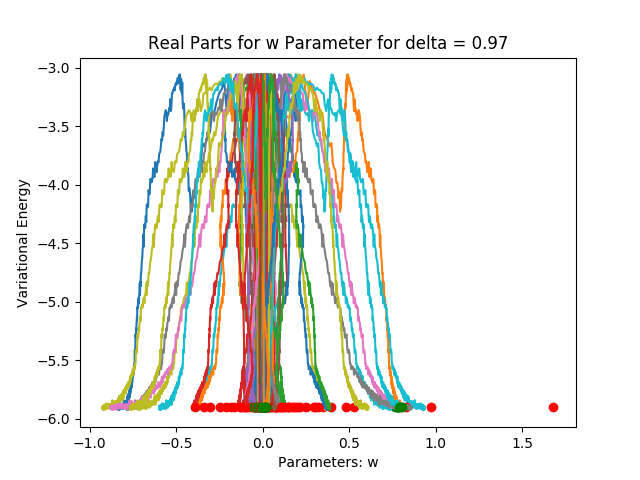 Real Parts for w Parameter for delta = 0.97
Variational Energy
−3.0
−3.5
−4.0
−4.5
−5.0
−5.5
−6.0
−1.0 −0.5 0.0 0.5 1.0 1.5
Parameters: w